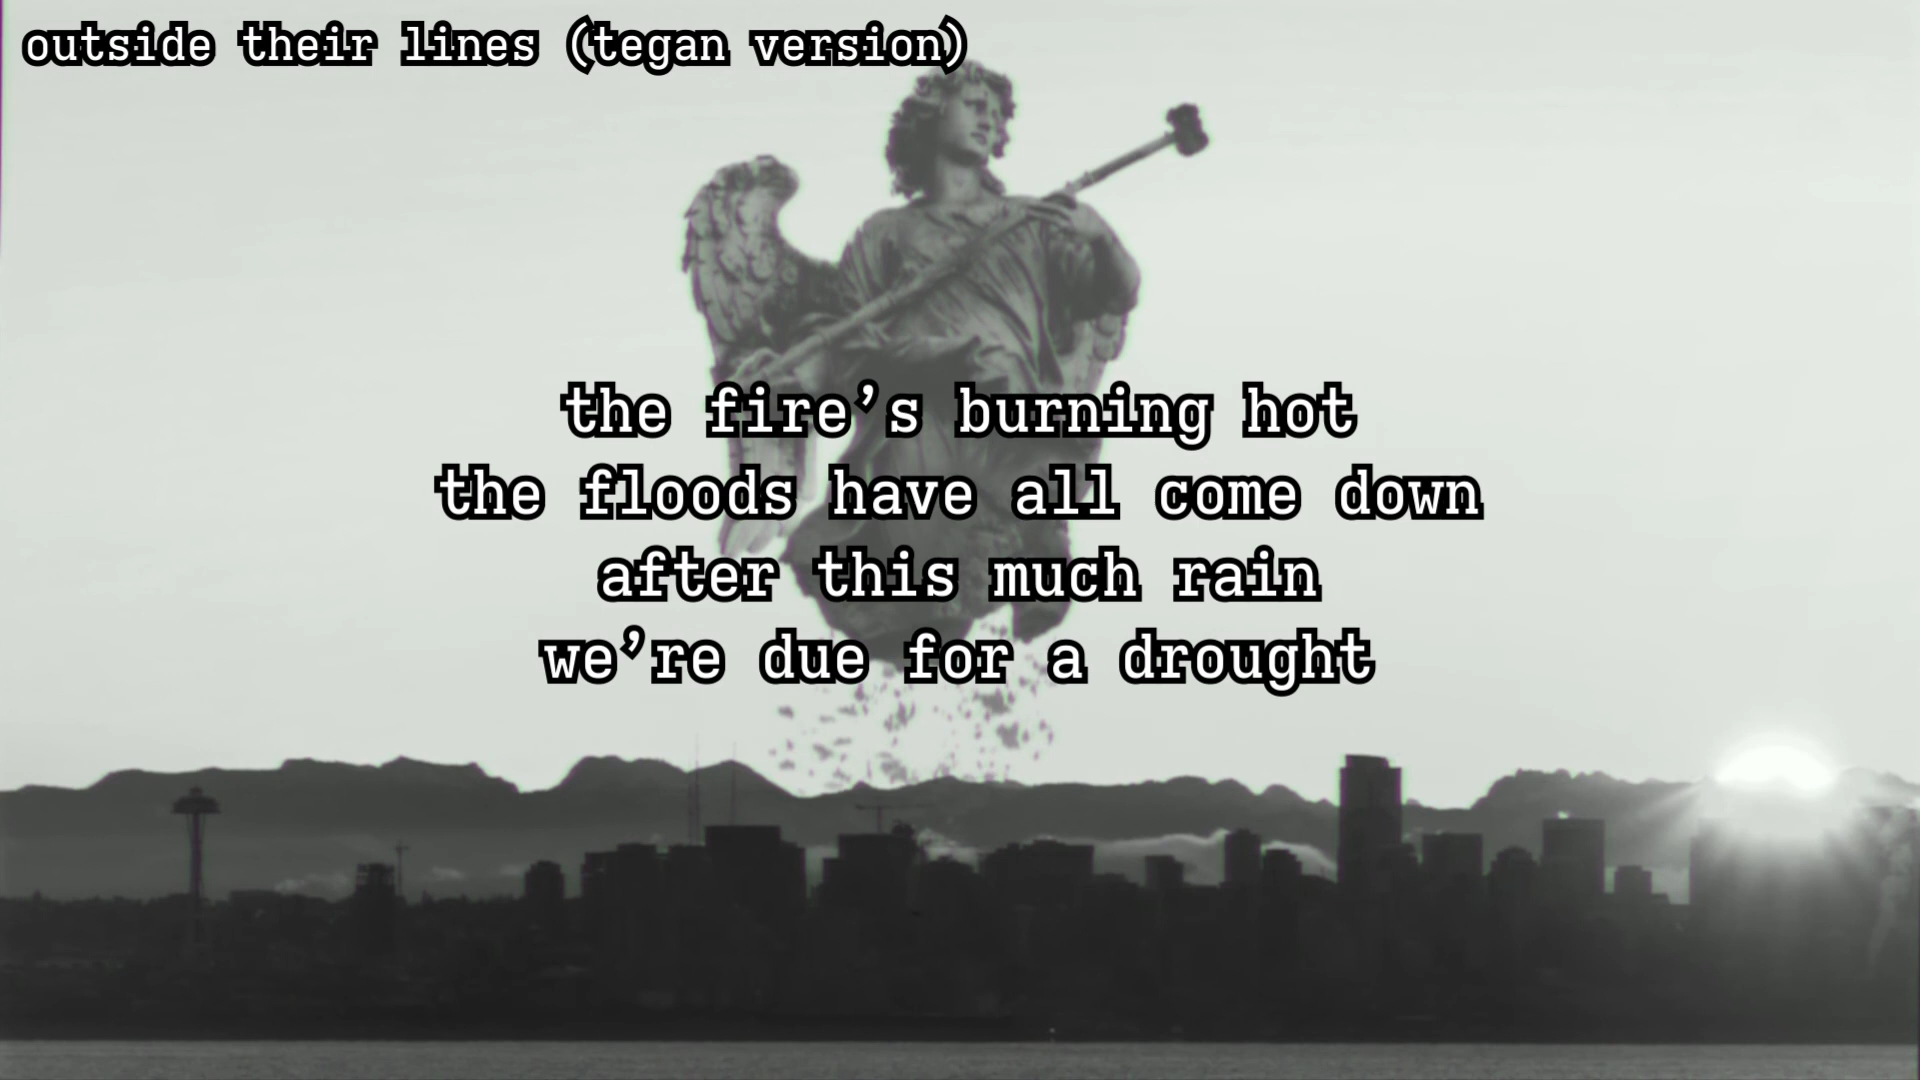 outside their lines (tegan version)
the fire’s burning hot
the floods have all come down
after this much rain
we’re due for a drought